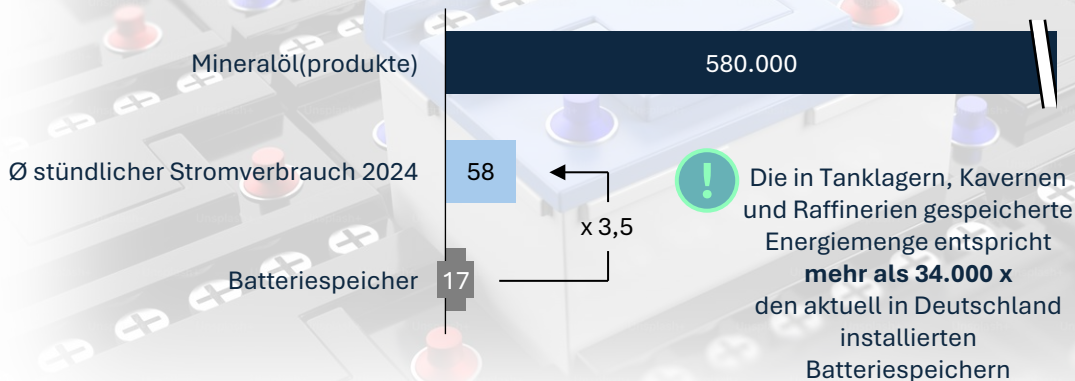 Mineralöl(produkte)
580.000
Ø stündlicher Stromverbrauch 2024
58
x 3,5
Batteriespeicher
17
!
Die in Tanklagern, Kavernen
und Raffinerien gespeicherte
Energiemenge entspricht
mehr als 34.000 x
den aktuell in Deutschland
installierten
Batteriespeichern